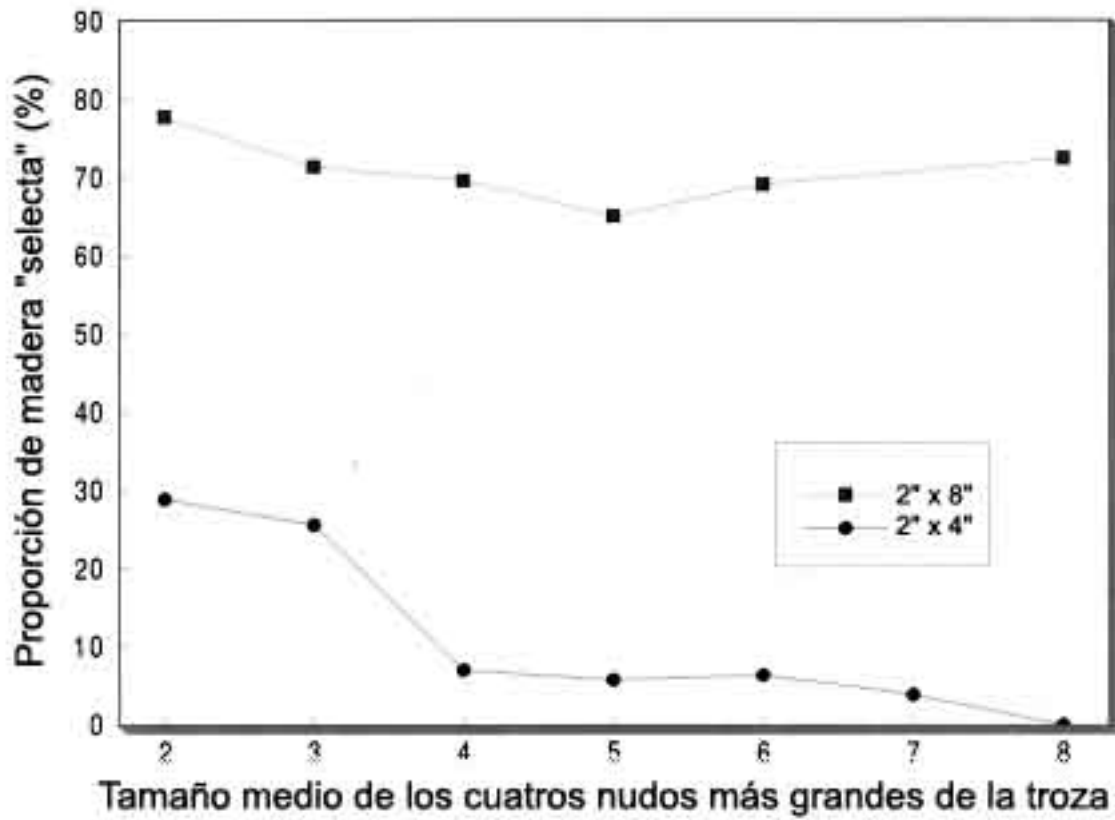 90
80
70
60
50
40
30
20
10
0
Proporción de madera "selecta" (%)
2" x 8"
2" x 4"
2 3 4 5 6 7 8
Tamaño medio de los cuatros nudos más grandes de la troza